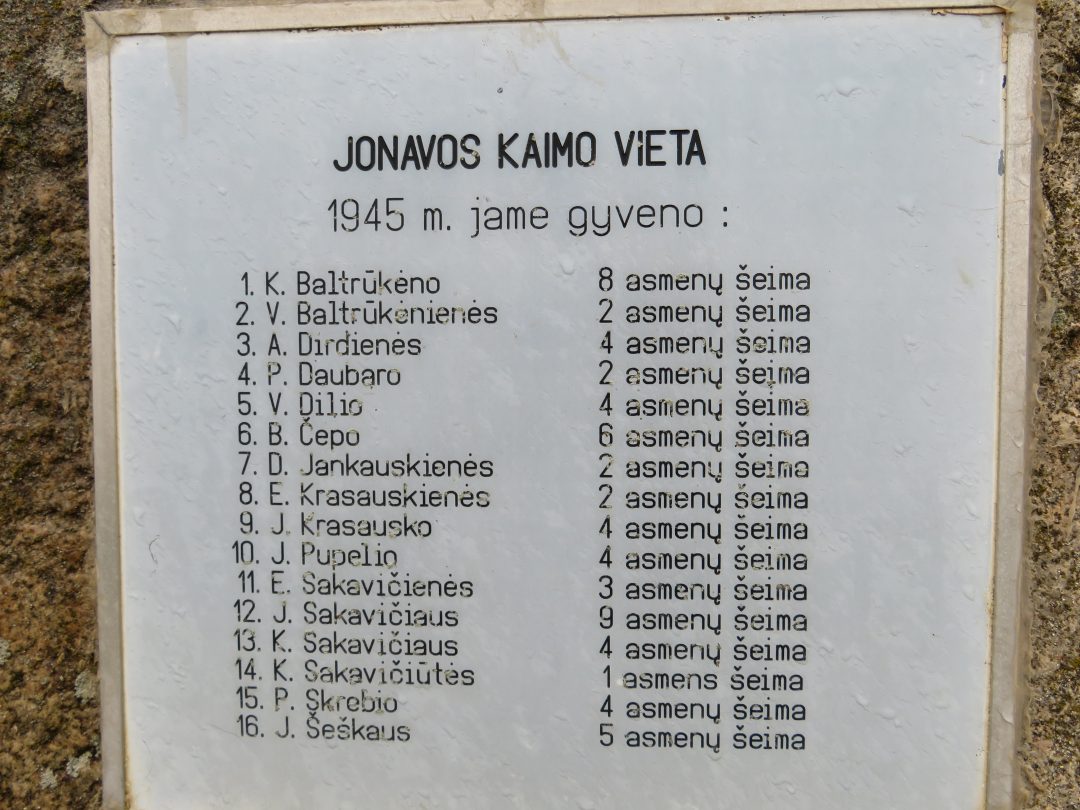 JONAVOS KAIMO VIETA
1945 m. jame gyveno :
1. K. Baltrūkėno 8 asmenų šeima
2. V. Baltrūkėnienės 2 asmenų šeima
3. A. Dirdienės 4 asmenų šeima
4. P. Daubaro 2 asmenų šeima
5. V. Dilio 4 asmenų šeima
6. B. Čepo 6 asmenų šeima
7. D. Jankauskienės 2 asmenų šeima
8. E. Krasauskienės 2 asmenų šeima
9. J. Krasausko 4 asmenų šeima
10. J. Pupelio 4 asmenų šeima
11. E. Sakavičienės 3 asmenų šeima
12. J. Sakavičiaus 9 asmenų šeima
13. K. Sakavičiaus 4 asmenų šeima
14. K. Sakavičiūtės 1 asmens šeima
15. P. Skrebio 4 asmenų šeima
16. J. Šeškaus 5 asmenų šeima